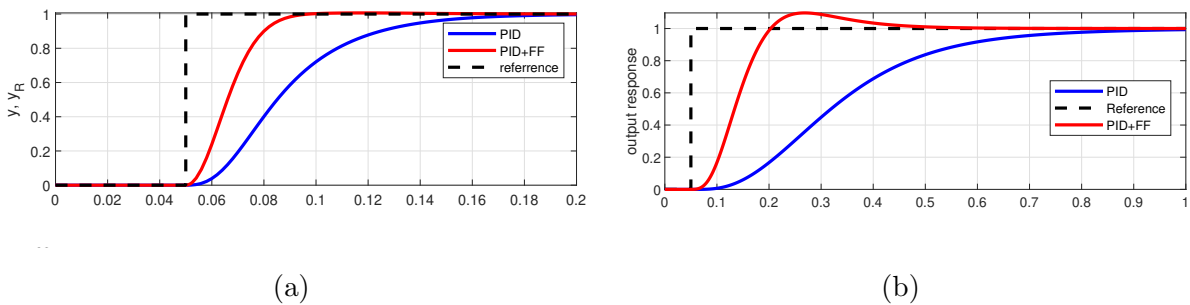 1
0.8
0.6
0.4
0.2
0
y, y_R
PID
PID+FF
referrence
0 0.02 0.04 0.06 0.08 0.1 0.12 0.14 0.16 0.18 0.2
(a)
1
0.8
0.6
0.4
0.2
0
output response
PID
Reference
PID+FF
0 0.1 0.2 0.3 0.4 0.5 0.6 0.7 0.8 0.9 1
(b)